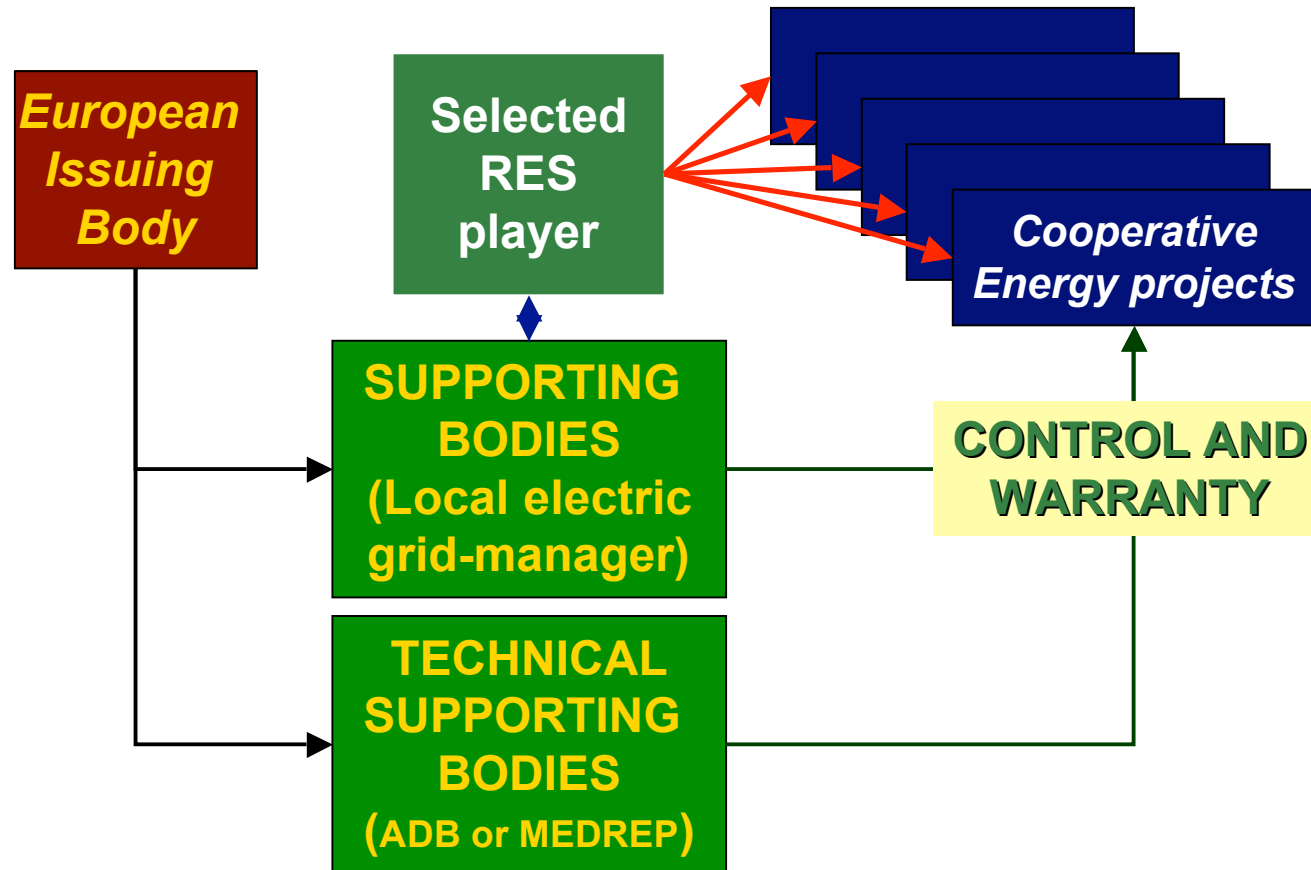 European
Issuing
Body
Selected
RES
player
Cooperative
Energy projects
SUPPORTING
BODIES
(Local electric
grid-manager)
CONTROL AND
WARRANTY
TECHNICAL
SUPPORTING
BODIES
(ADB or MEDREP)